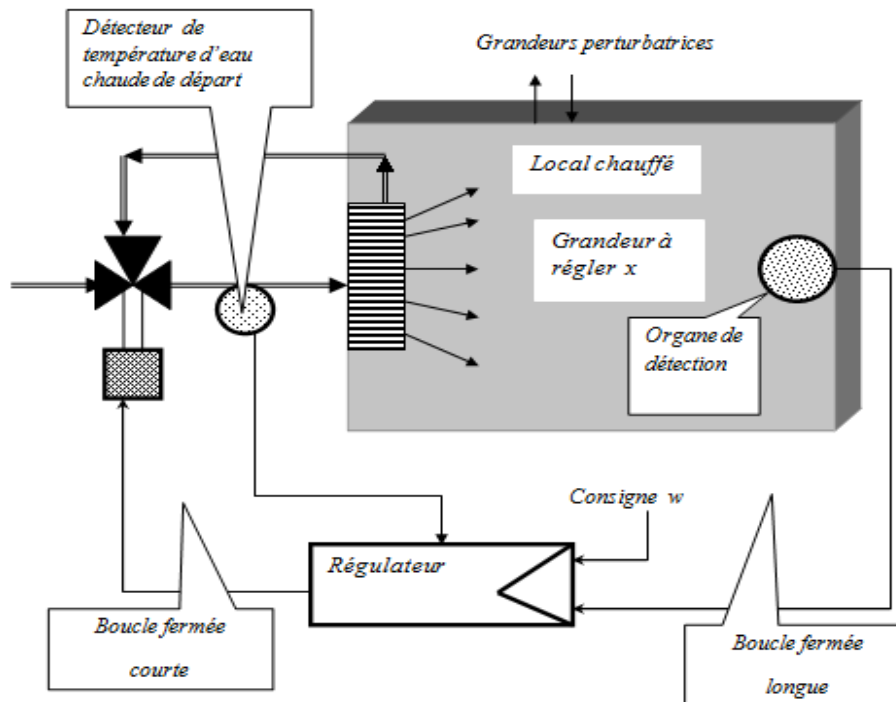 Détecteur de
température d'eau
chaude de départ
Grandeurs perturbatrices
Local chauffé
Grandeur à
régler x
Organe de
détection
Consigne w
Régulateur
Boucle fermée
courte
Boucle fermée
longue